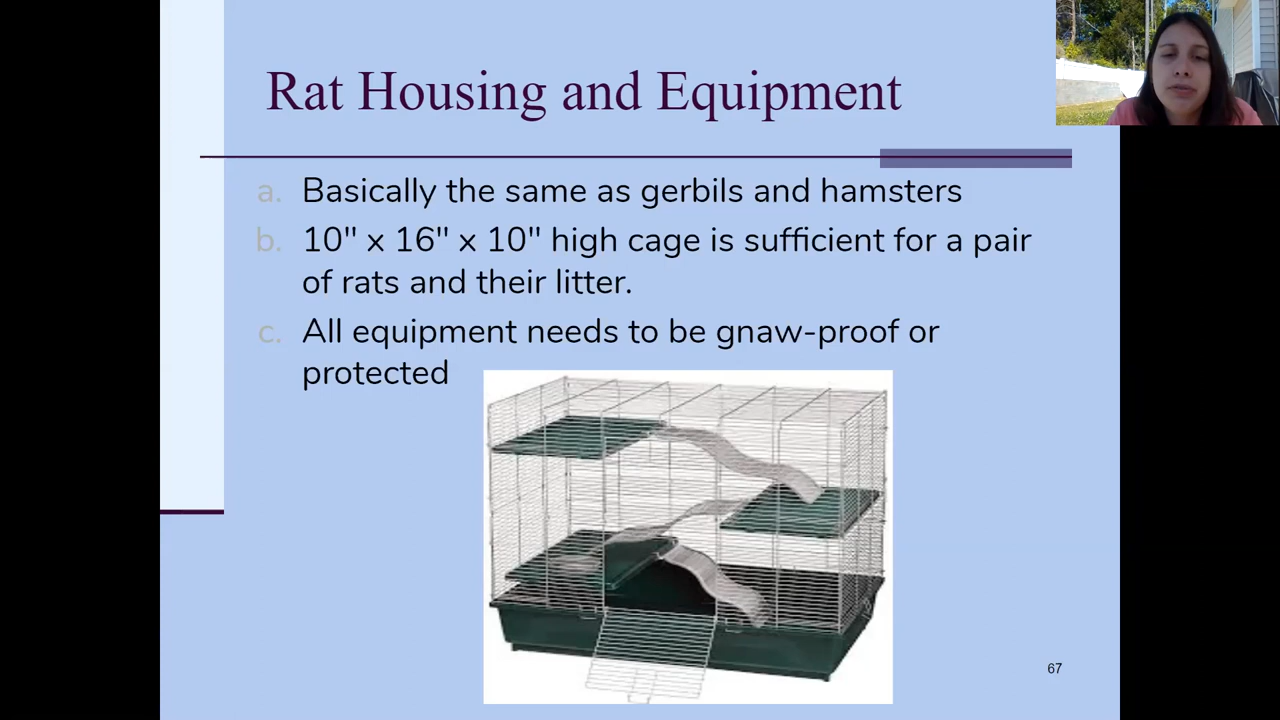 Rat Housing and Equipment
a. Basically the same as gerbils and hamsters
b. 10" x 16" x 10" high cage is sufficient for a pair
of rats and their litter.
c. All equipment needs to be gnaw-proof or
protected
67